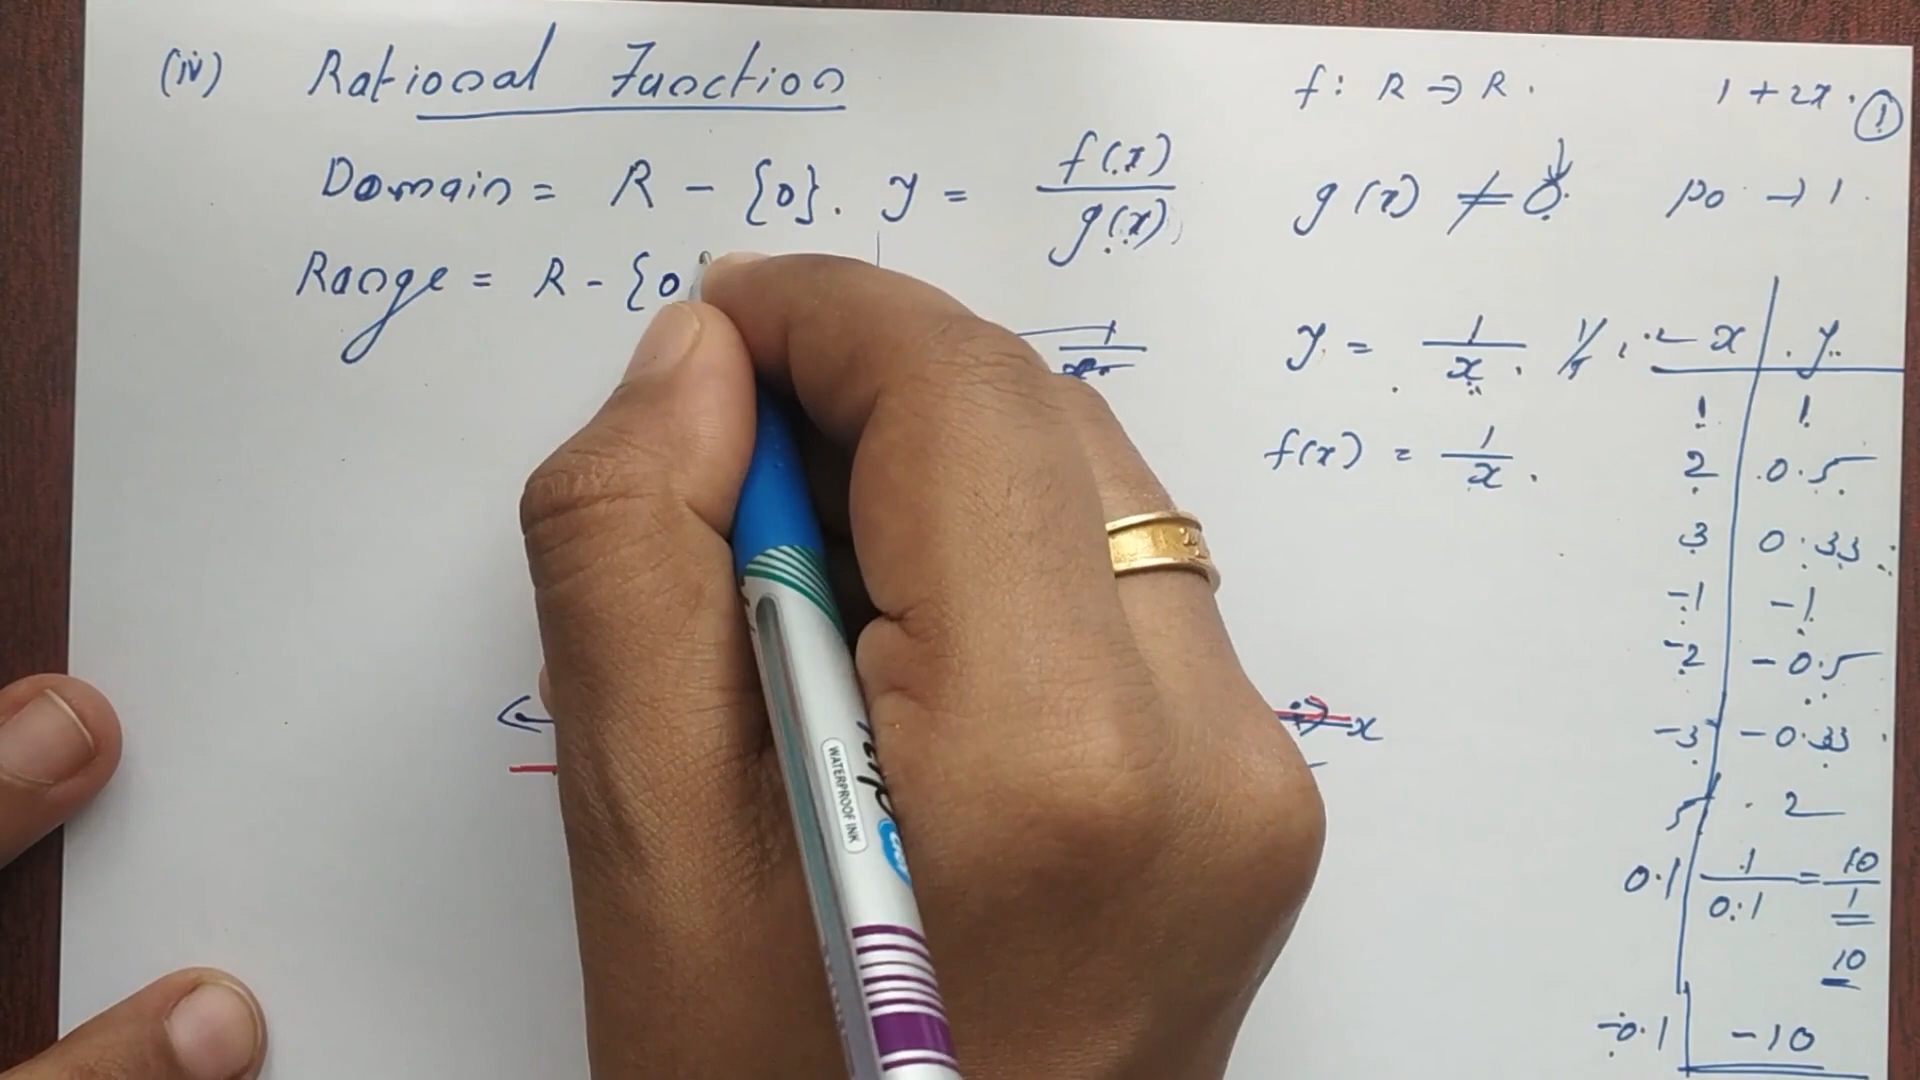 (iv) Rational Function
f: R → R.
1 + 2x. ①
Domain = R - {0}. y = f(x) / g(x)
g(x) ≠ 0
po → 1.
Range = R - {0
y = 1/x
f(x) = 1/x.
x | y
1 | 1
2 | 0.5
3 | 0.33
-1 | -1
-2 | -0.5
-3 | -0.33
5 | .2
0.1 | 1/0.1 = 10/1
10
-0.1 | -10
x
WATERPROOF INK